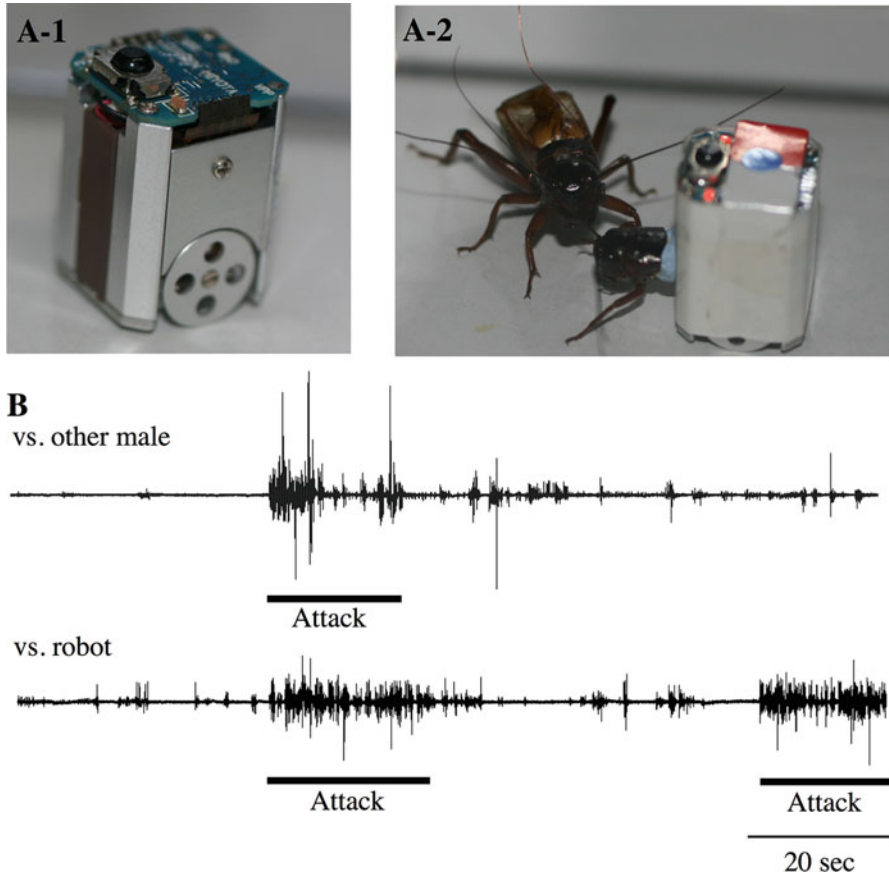 A-1
A-2
B
vs. other male
Attack
vs. robot
Attack
Attack
20 sec